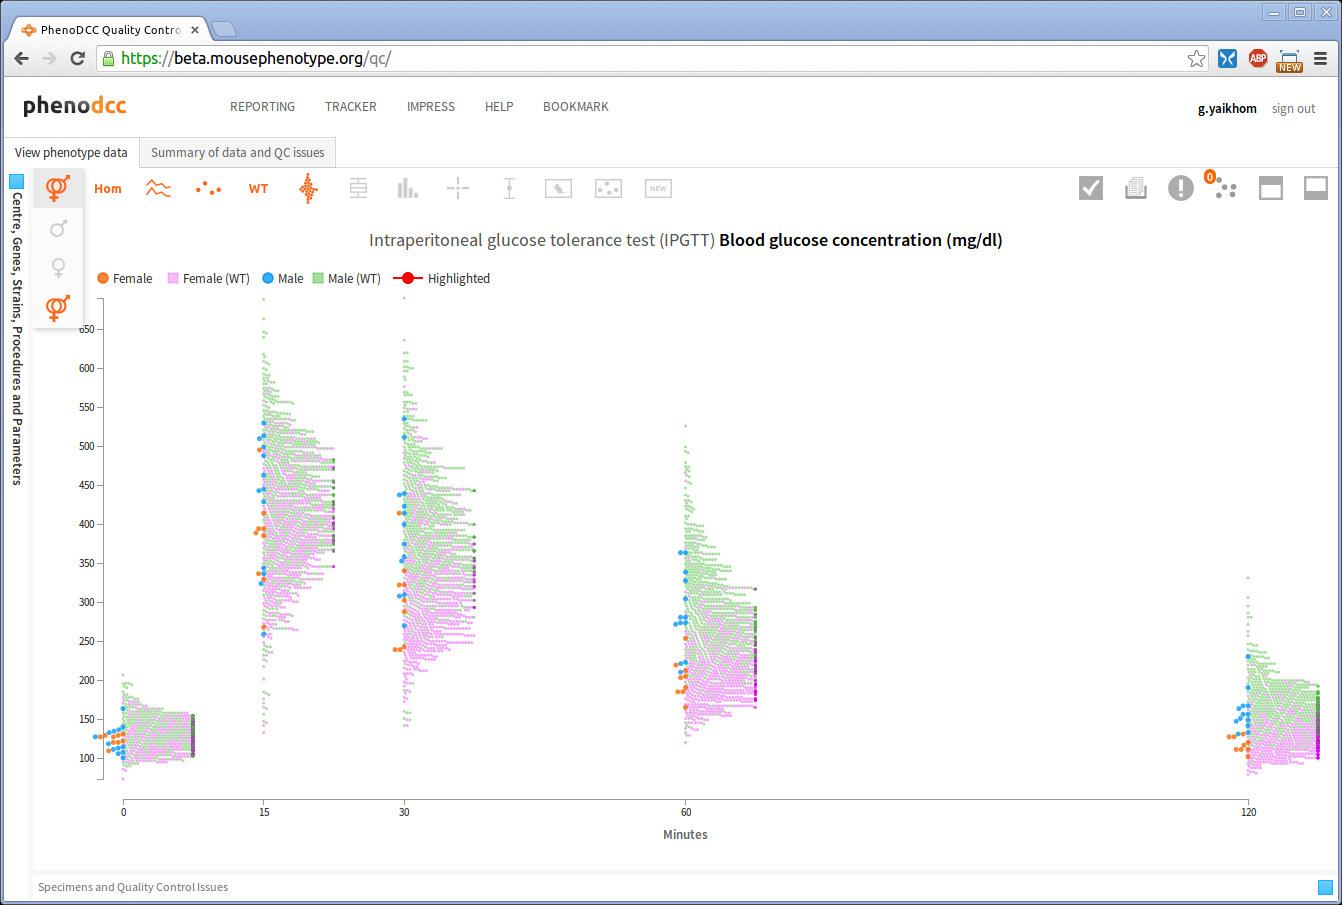 PhenoDCC Quality Contro
https://beta.mousephenotype.org/qc/
ABP
NEW
phenodcc
REPORTING TRACKER IMPRESS HELP BOOKMARK
g.yaikhom sign out
View phenotype data Summary of data and QC issues
Centre, Genes, Strains, Procedures and Parameters
Hom WT NEW 0
Intraperitoneal glucose tolerance test (IPGTT) Blood glucose concentration (mg/dl)
Female Female (WT) Male Male (WT) Highlighted
650
600
550
500
450
400
350
300
250
200
150
100
0 15 30 60 120
Minutes
Specimens and Quality Control Issues